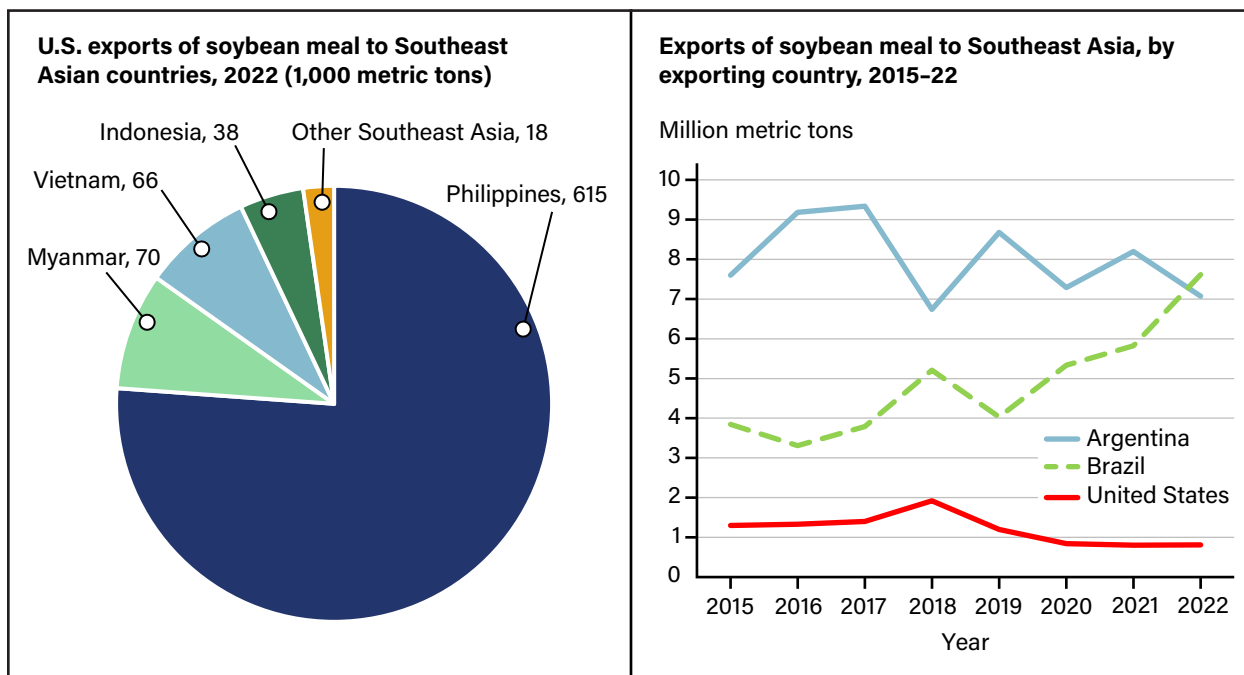 U.S. exports of soybean meal to Southeast
Asian countries, 2022 (1,000 metric tons)
Indonesia, 38
Other Southeast Asia, 18
Vietnam, 66
Philippines, 615
Myanmar, 70
Exports of soybean meal to Southeast Asia, by
exporting country, 2015–22
Million metric tons
10
9
8
7
6
5
4
3
2
1
0
Argentina
Brazil
United States
2015 2016 2017 2018 2019 2020 2021 2022
Year